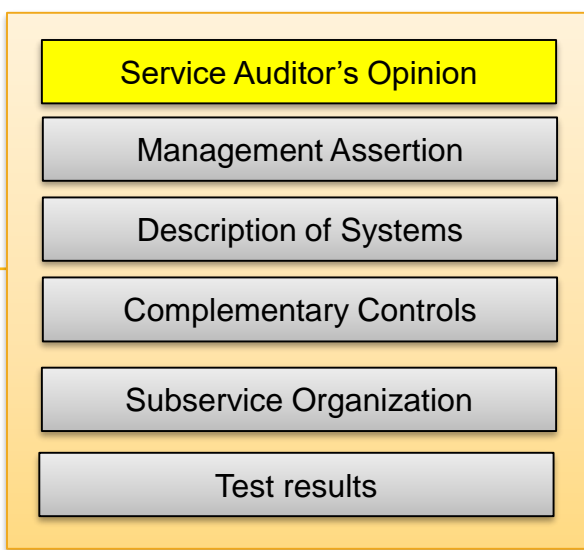 Service Auditor’s Opinion
Management Assertion
Description of Systems
Complementary Controls
Subservice Organization
Test results